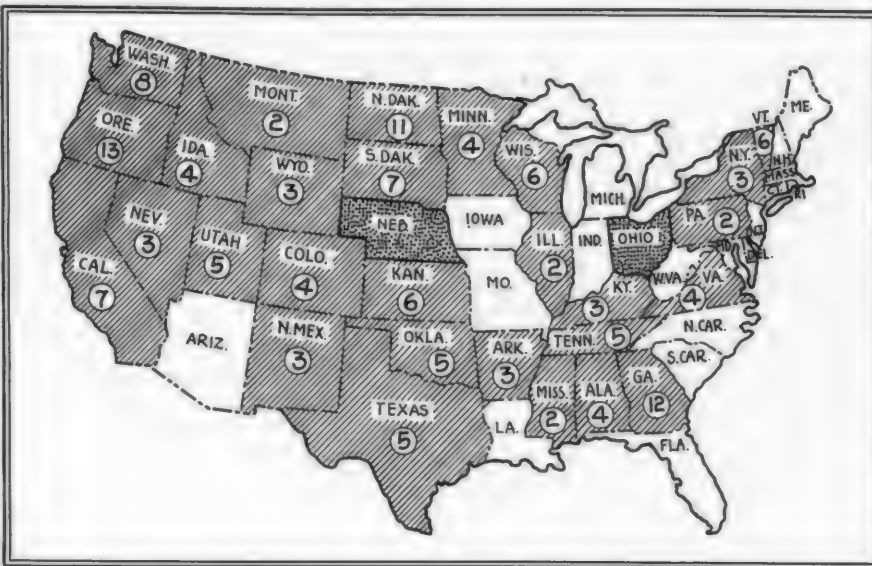 WASH.
8
ORE.
13
CAL.
7
NEV.
3
IDA.
4
MONT.
2
WYO.
3
UTAH
5
COLO.
4
ARIZ.
N.MEX.
3
N.DAK.
11
S.DAK.
7
NEB.
KAN.
6
OKLA.
5
TEXAS
5
MINN.
4
IOWA
MO.
ARK.
3
LA.
WIS.
6
ILL.
2
MICH.
IND.
OHIO
KY.
3
TENN.
5
MISS.
2
ALA.
4
GA.
12
FLA.
S.CAR.
N.CAR.
VA.
4
W.VA.
PA.
2
N.Y.
3
VT.
6
ME.
N.H.
MASS.
CT.
RI
DEL.